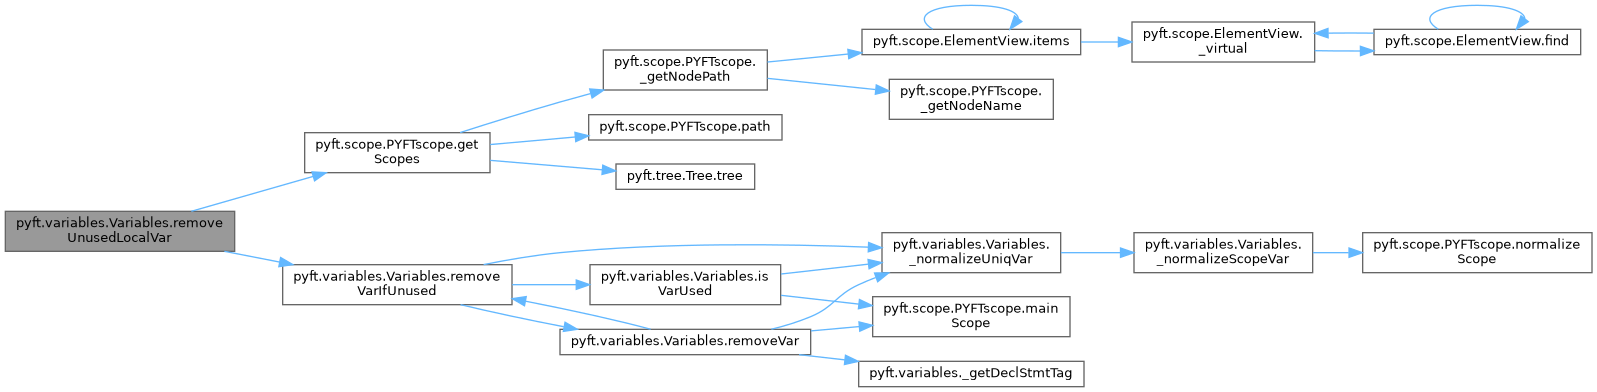 pyft.variables.Variables.remove
UnusedLocalVar
pyft.scope.PYFTscope.get
Scopes
pyft.scope.PYFTscope.
_getNodePath
pyft.scope.ElementView.items
pyft.scope.ElementView.
_virtual
pyft.scope.ElementView.find
pyft.scope.PYFTscope.
_getNodeName
pyft.scope.PYFTscope.path
pyft.tree.Tree.tree
pyft.variables.Variables.remove
VarIfUnused
pyft.variables.Variables.is
VarUsed
pyft.variables.Variables.
_normalizeUniqVar
pyft.variables.Variables.
_normalizeScopeVar
pyft.scope.PYFTscope.normalize
Scope
pyft.scope.PYFTscope.main
Scope
pyft.variables.Variables.removeVar
pyft.variables._getDeclStmtTag